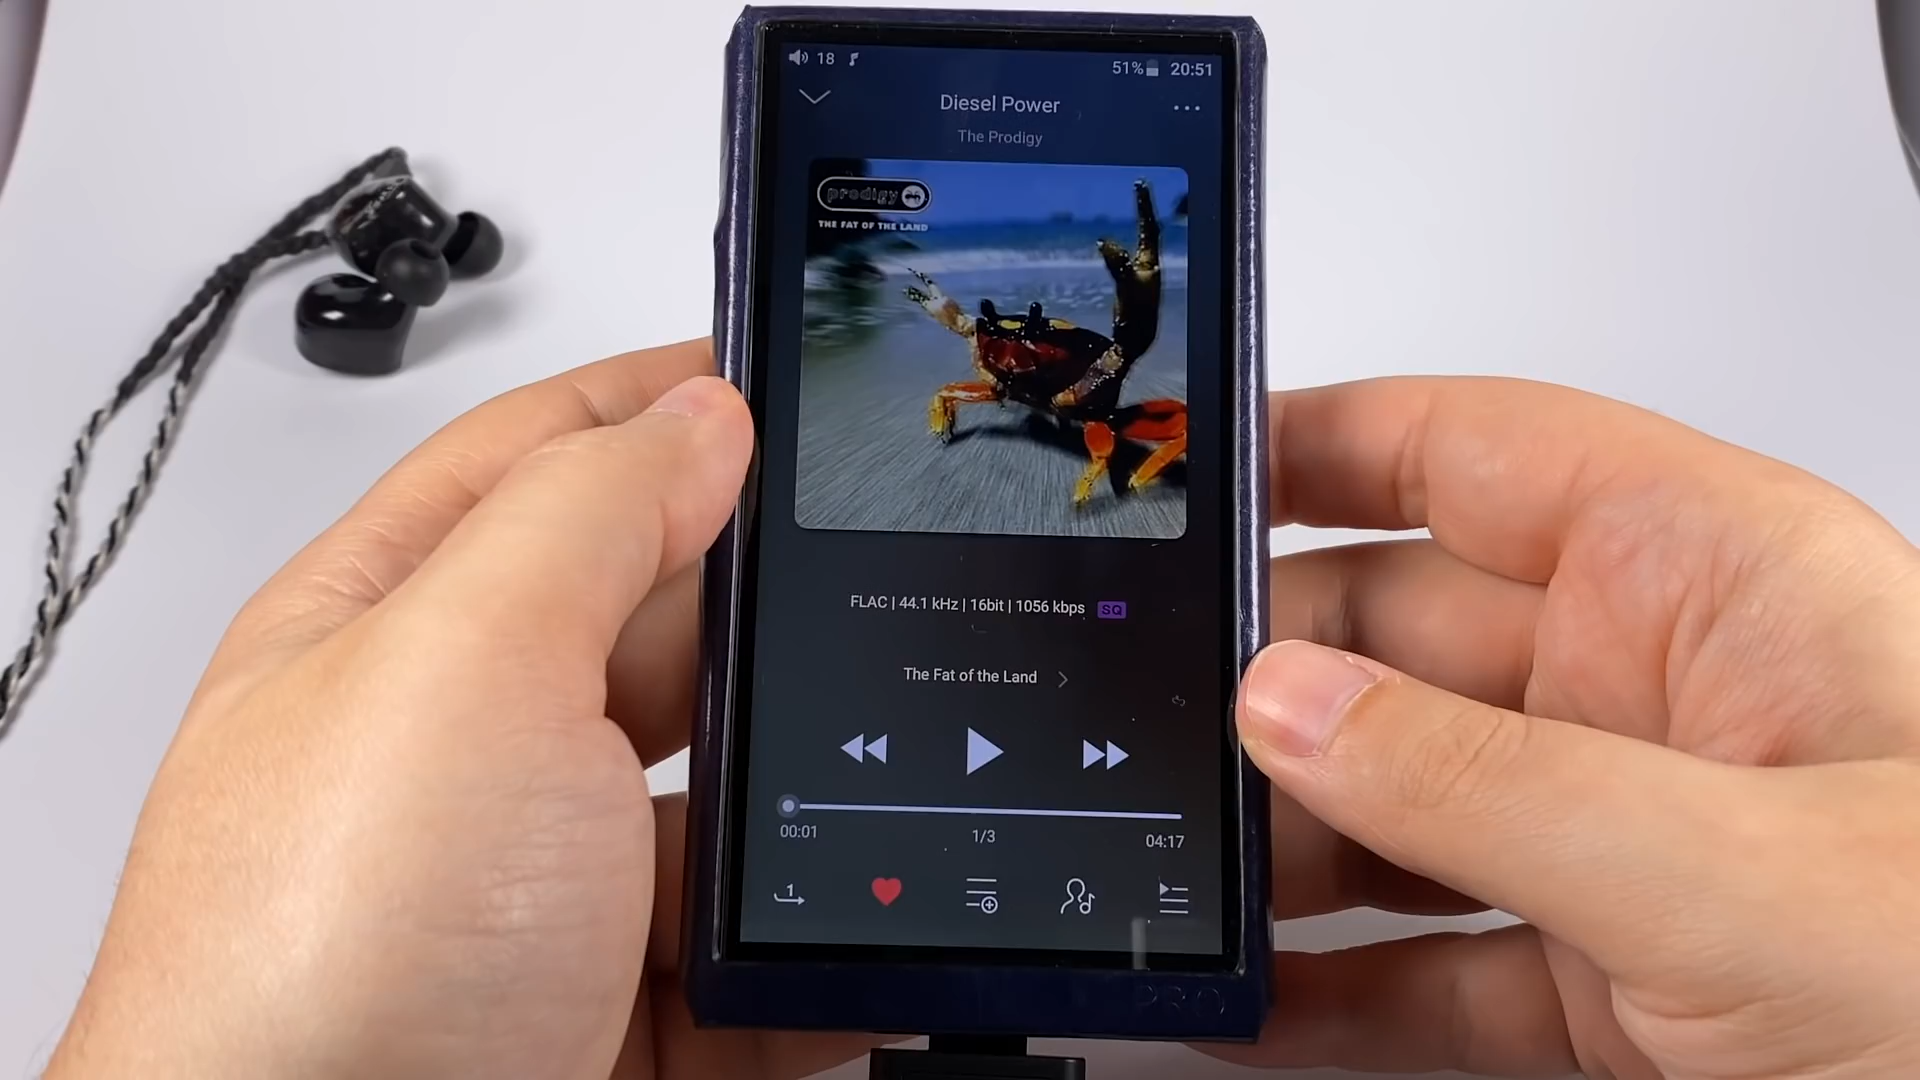 18
51% 20:51
Diesel Power
The Prodigy
prodigy
THE FAT OF THE LAND
FLAC | 44.1 kHz | 16bit | 1056 kbps SQ
The Fat of the Land
00:01 1/3 04:17
1
PRO